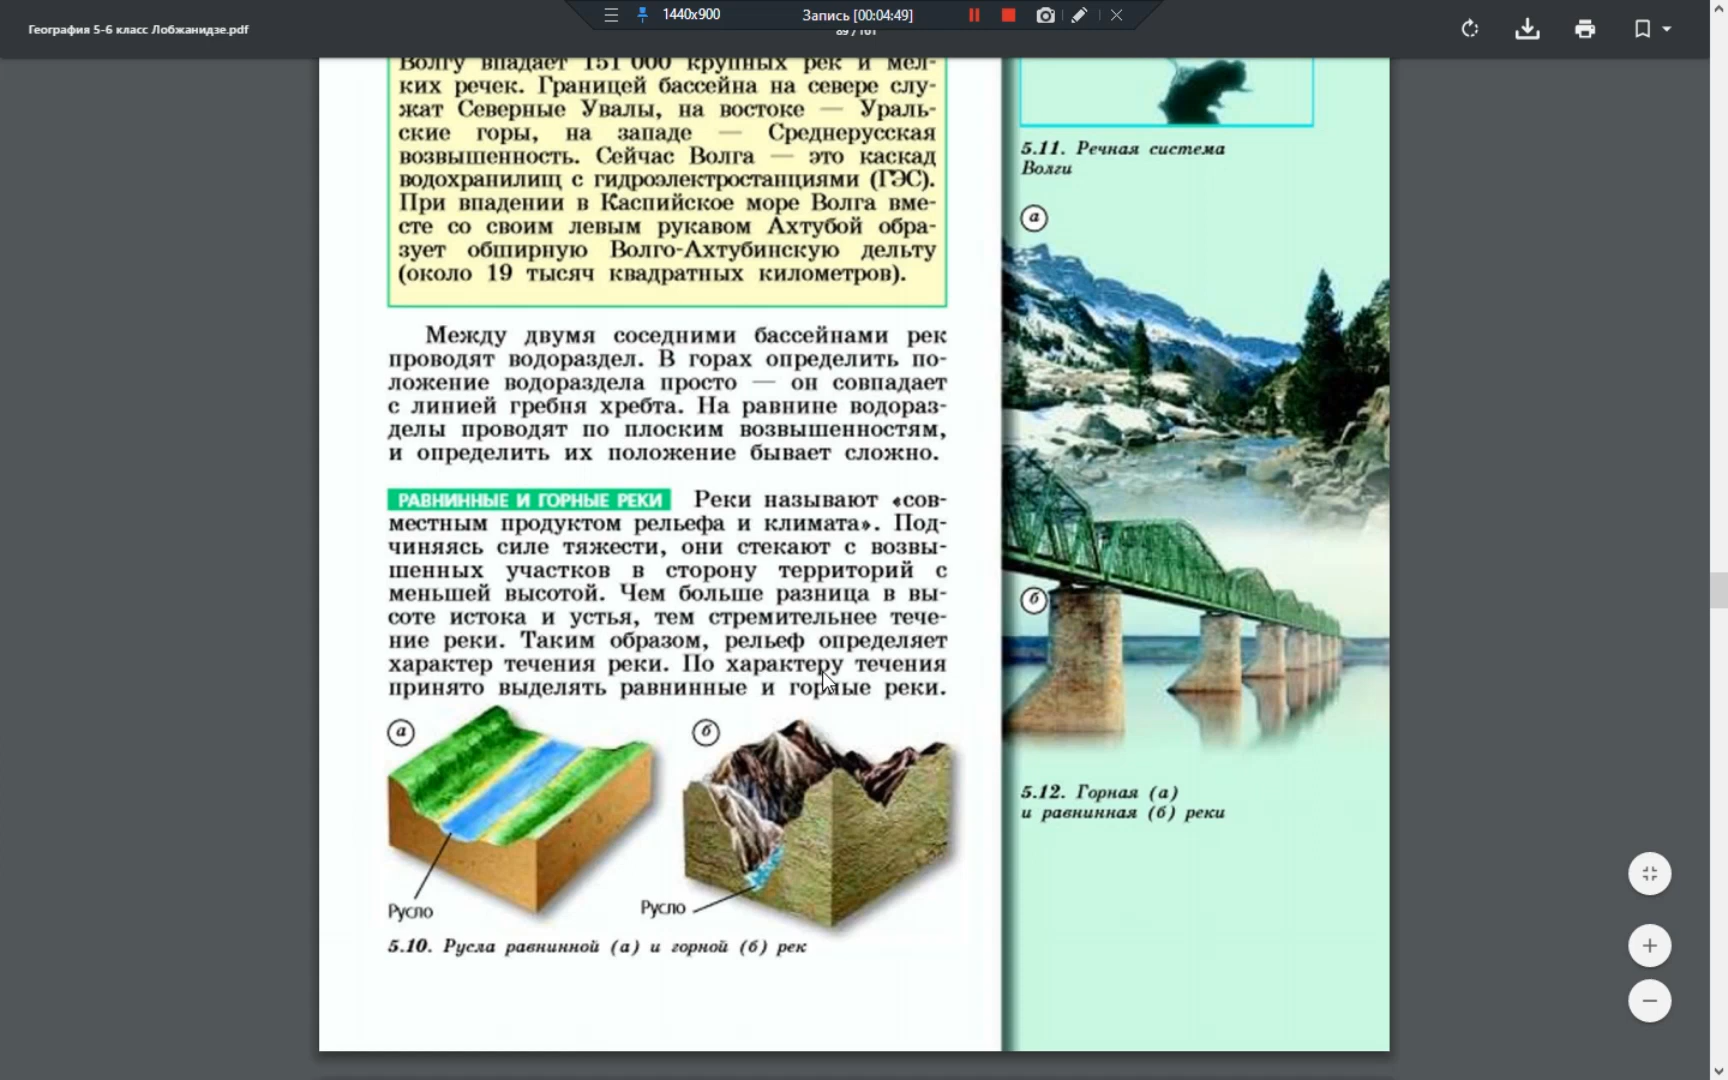 География 5-6 класс Лобжанидзе.pdf
1440x900
Запись [00:04:49]
89 / 161
Волгу впадает 151 000 крупных рек и мел-
ких речек. Границей бассейна на севере слу-
жат Северные Увалы, на востоке — Ураль-
ские горы, на западе — Среднерусская
возвышенность. Сейчас Волга — это каскад
водохранилищ с гидроэлектростанциями (ГЭС).
При впадении в Каспийское море Волга вме-
сте со своим левым рукавом Ахтубой обра-
зует обширную Волго-Ахтубинскую дельту
(около 19 тысяч квадратных километров).
Между двумя соседними бассейнами рек
проводят водораздел. В горах определить по-
ложение водораздела просто — он совпадает
с линией гребня хребта. На равнине водораз-
делы проводят по плоским возвышенностям,
и определить их положение бывает сложно.
РАВНИННЫЕ И ГОРНЫЕ РЕКИ Реки называют «сов-
местным продуктом рельефа и климата». Под-
чиняясь силе тяжести, они стекают с возвы-
шенных участков в сторону территорий с
меньшей высотой. Чем больше разница в вы-
соте истока и устья, тем стремительнее тече-
ние реки. Таким образом, рельеф определяет
характер течения реки. По характеру течения
принято выделять равнинные и горные реки.
а
б
Русло
Русло
5.10. Русла равнинной (а) и горной (б) рек
5.11. Речная система
Волги
а
б
5.12. Горная (а)
и равнинная (б) реки